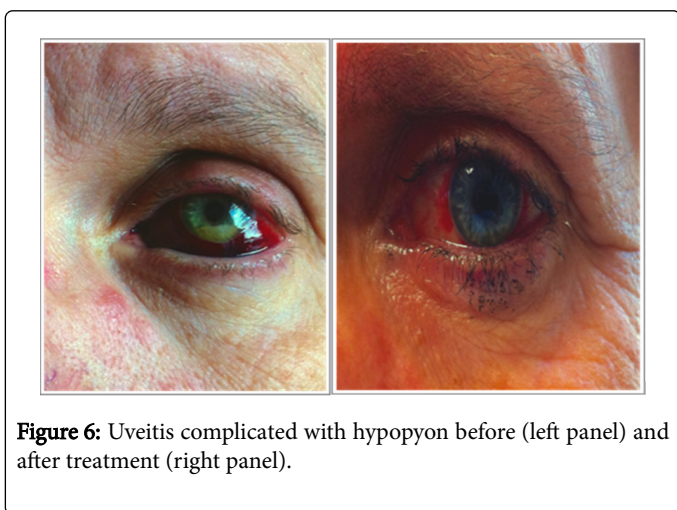 Figure 6: Uveitis complicated with hypopyon before (left panel) and
after treatment (right panel).